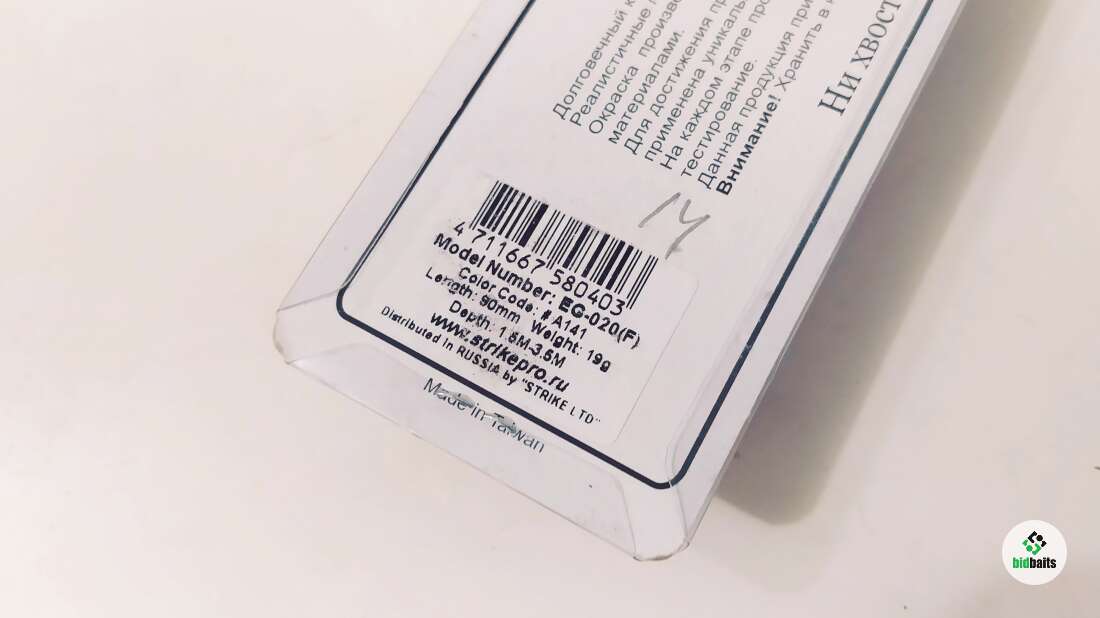 Долговечный к
Реалистичные
Окраска произво
материалами.
Для достижения пр
применена уникаль
На каждом этапе про
тестирование.
Данная продукция при
Внимание! Хранить в
Ни хвост
14
4 711667 580403
Model Number: EG-020(F)
Color Code: # A141
Length: 90mm Weight: 19g
Depth: 1.5M-3.5M
www.strikepro.ru
Distributed in RUSSIA by "STRIKE LTD"
Made in Taiwan
bidbaits